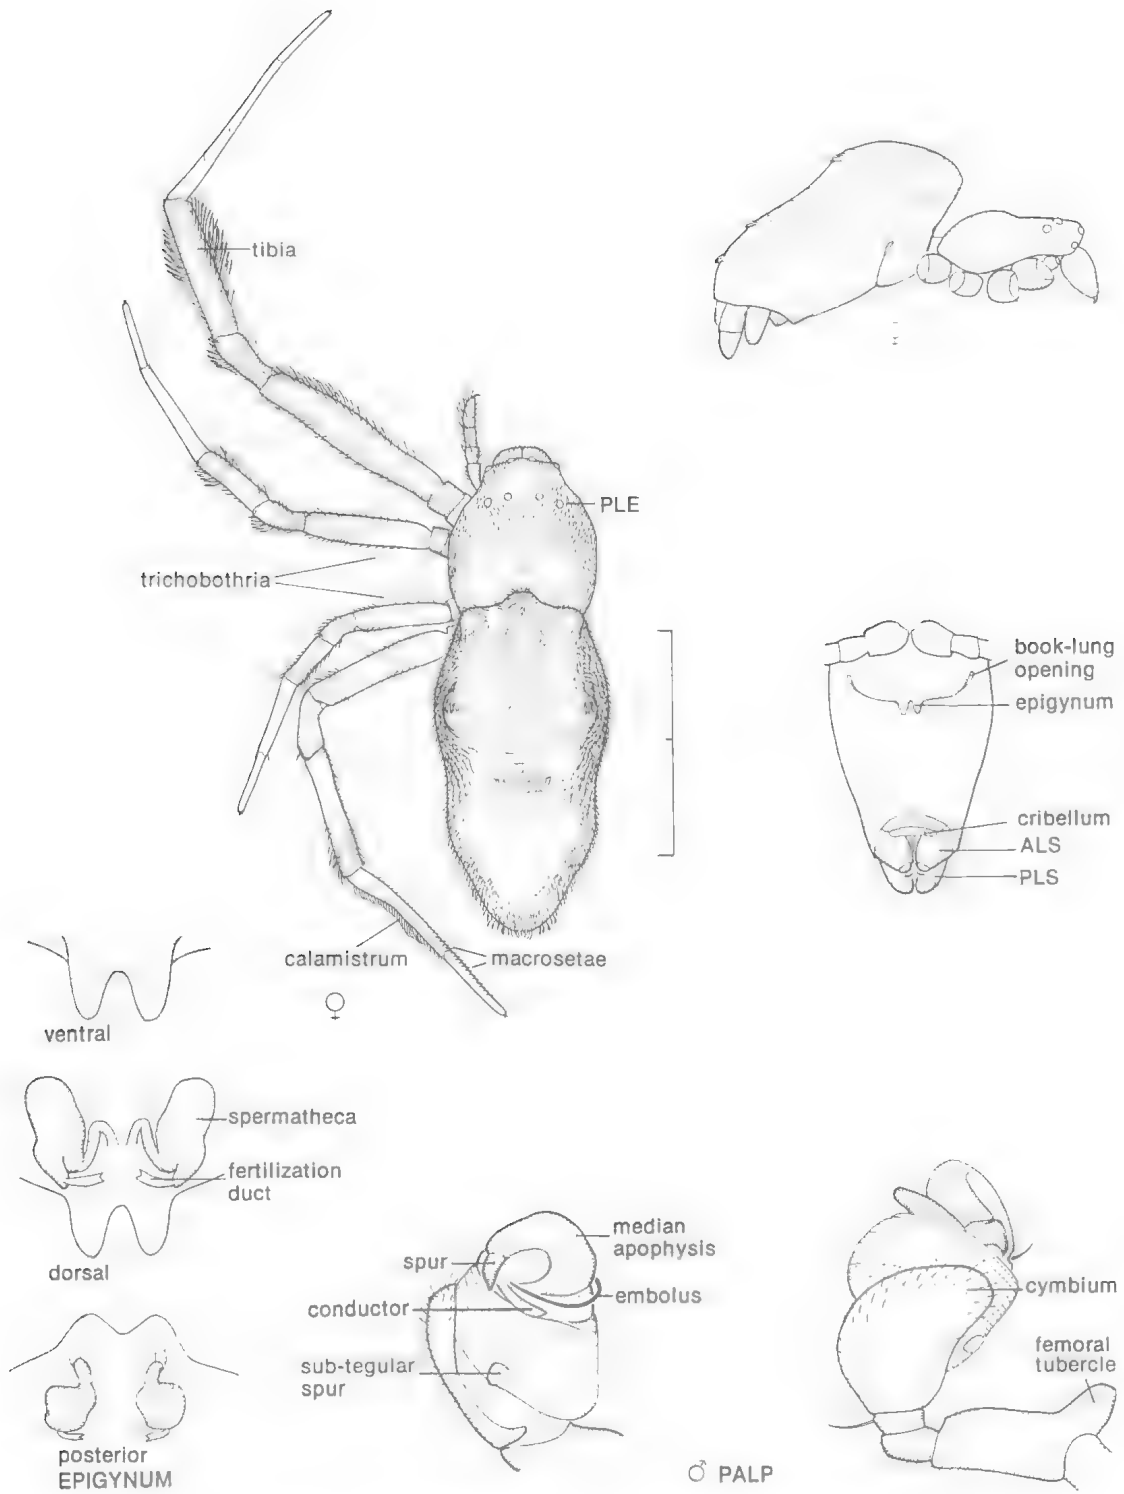 tibia
PLE
trichobothria
book-lung
opening
epigynum
cribellum
ALS
PLS
calamistrum
macrosetae
♀
ventral
spermatheca
fertilization
duct
dorsal
posterior
EPIGYNUM
median
apophysis
spur
embolus
conductor
sub-tegular
spur
cymbium
femoral
tubercle
♂ PALP